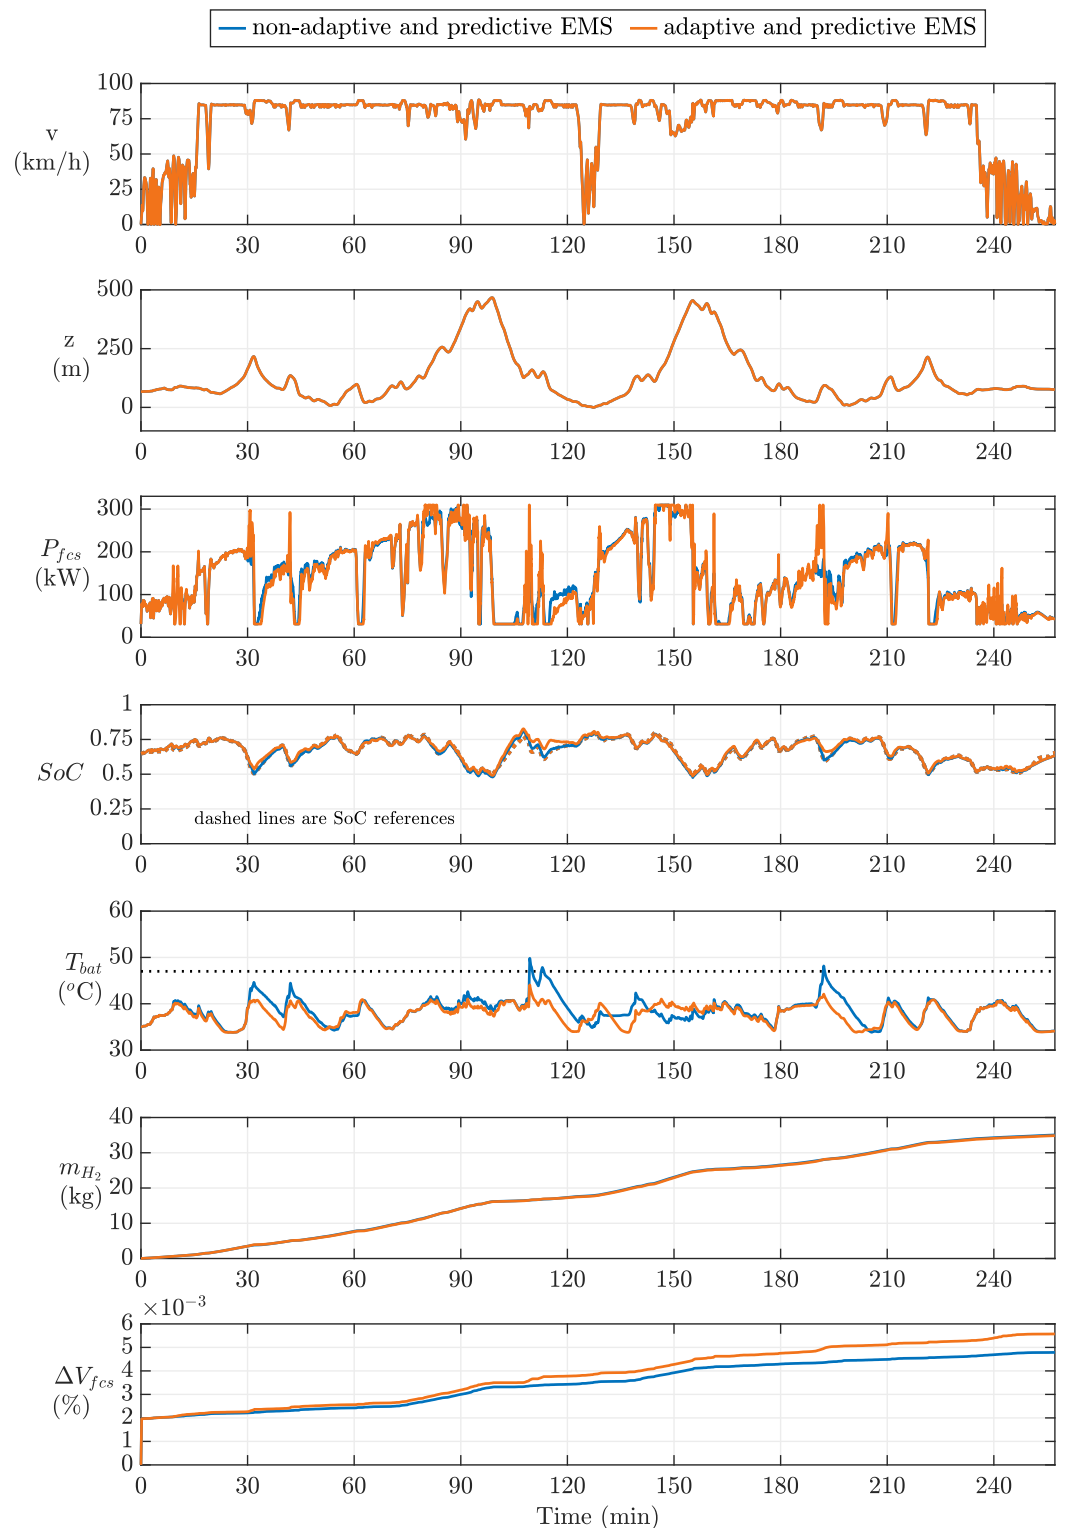 non-adaptive and predictive EMS adaptive and predictive EMS
100
75
50
25
0
v
(km/h)
0 30 60 90 120 150 180 210 240
500
250
0
z
(m)
0 30 60 90 120 150 180 210 240
300
200
100
0
P_fcs
(kW)
0 30 60 90 120 150 180 210 240
1
0.75
0.5
0.25
0
SoC
dashed lines are SoC references
0 30 60 90 120 150 180 210 240
60
50
40
30
T_bat
(°C)
0 30 60 90 120 150 180 210 240
40
30
20
10
0
m_H₂
(kg)
0 30 60 90 120 150 180 210 240
×10⁻³
6
5
4
3
2
1
0
ΔV_fcs
(%)
0 30 60 90 120 150 180 210 240
Time (min)